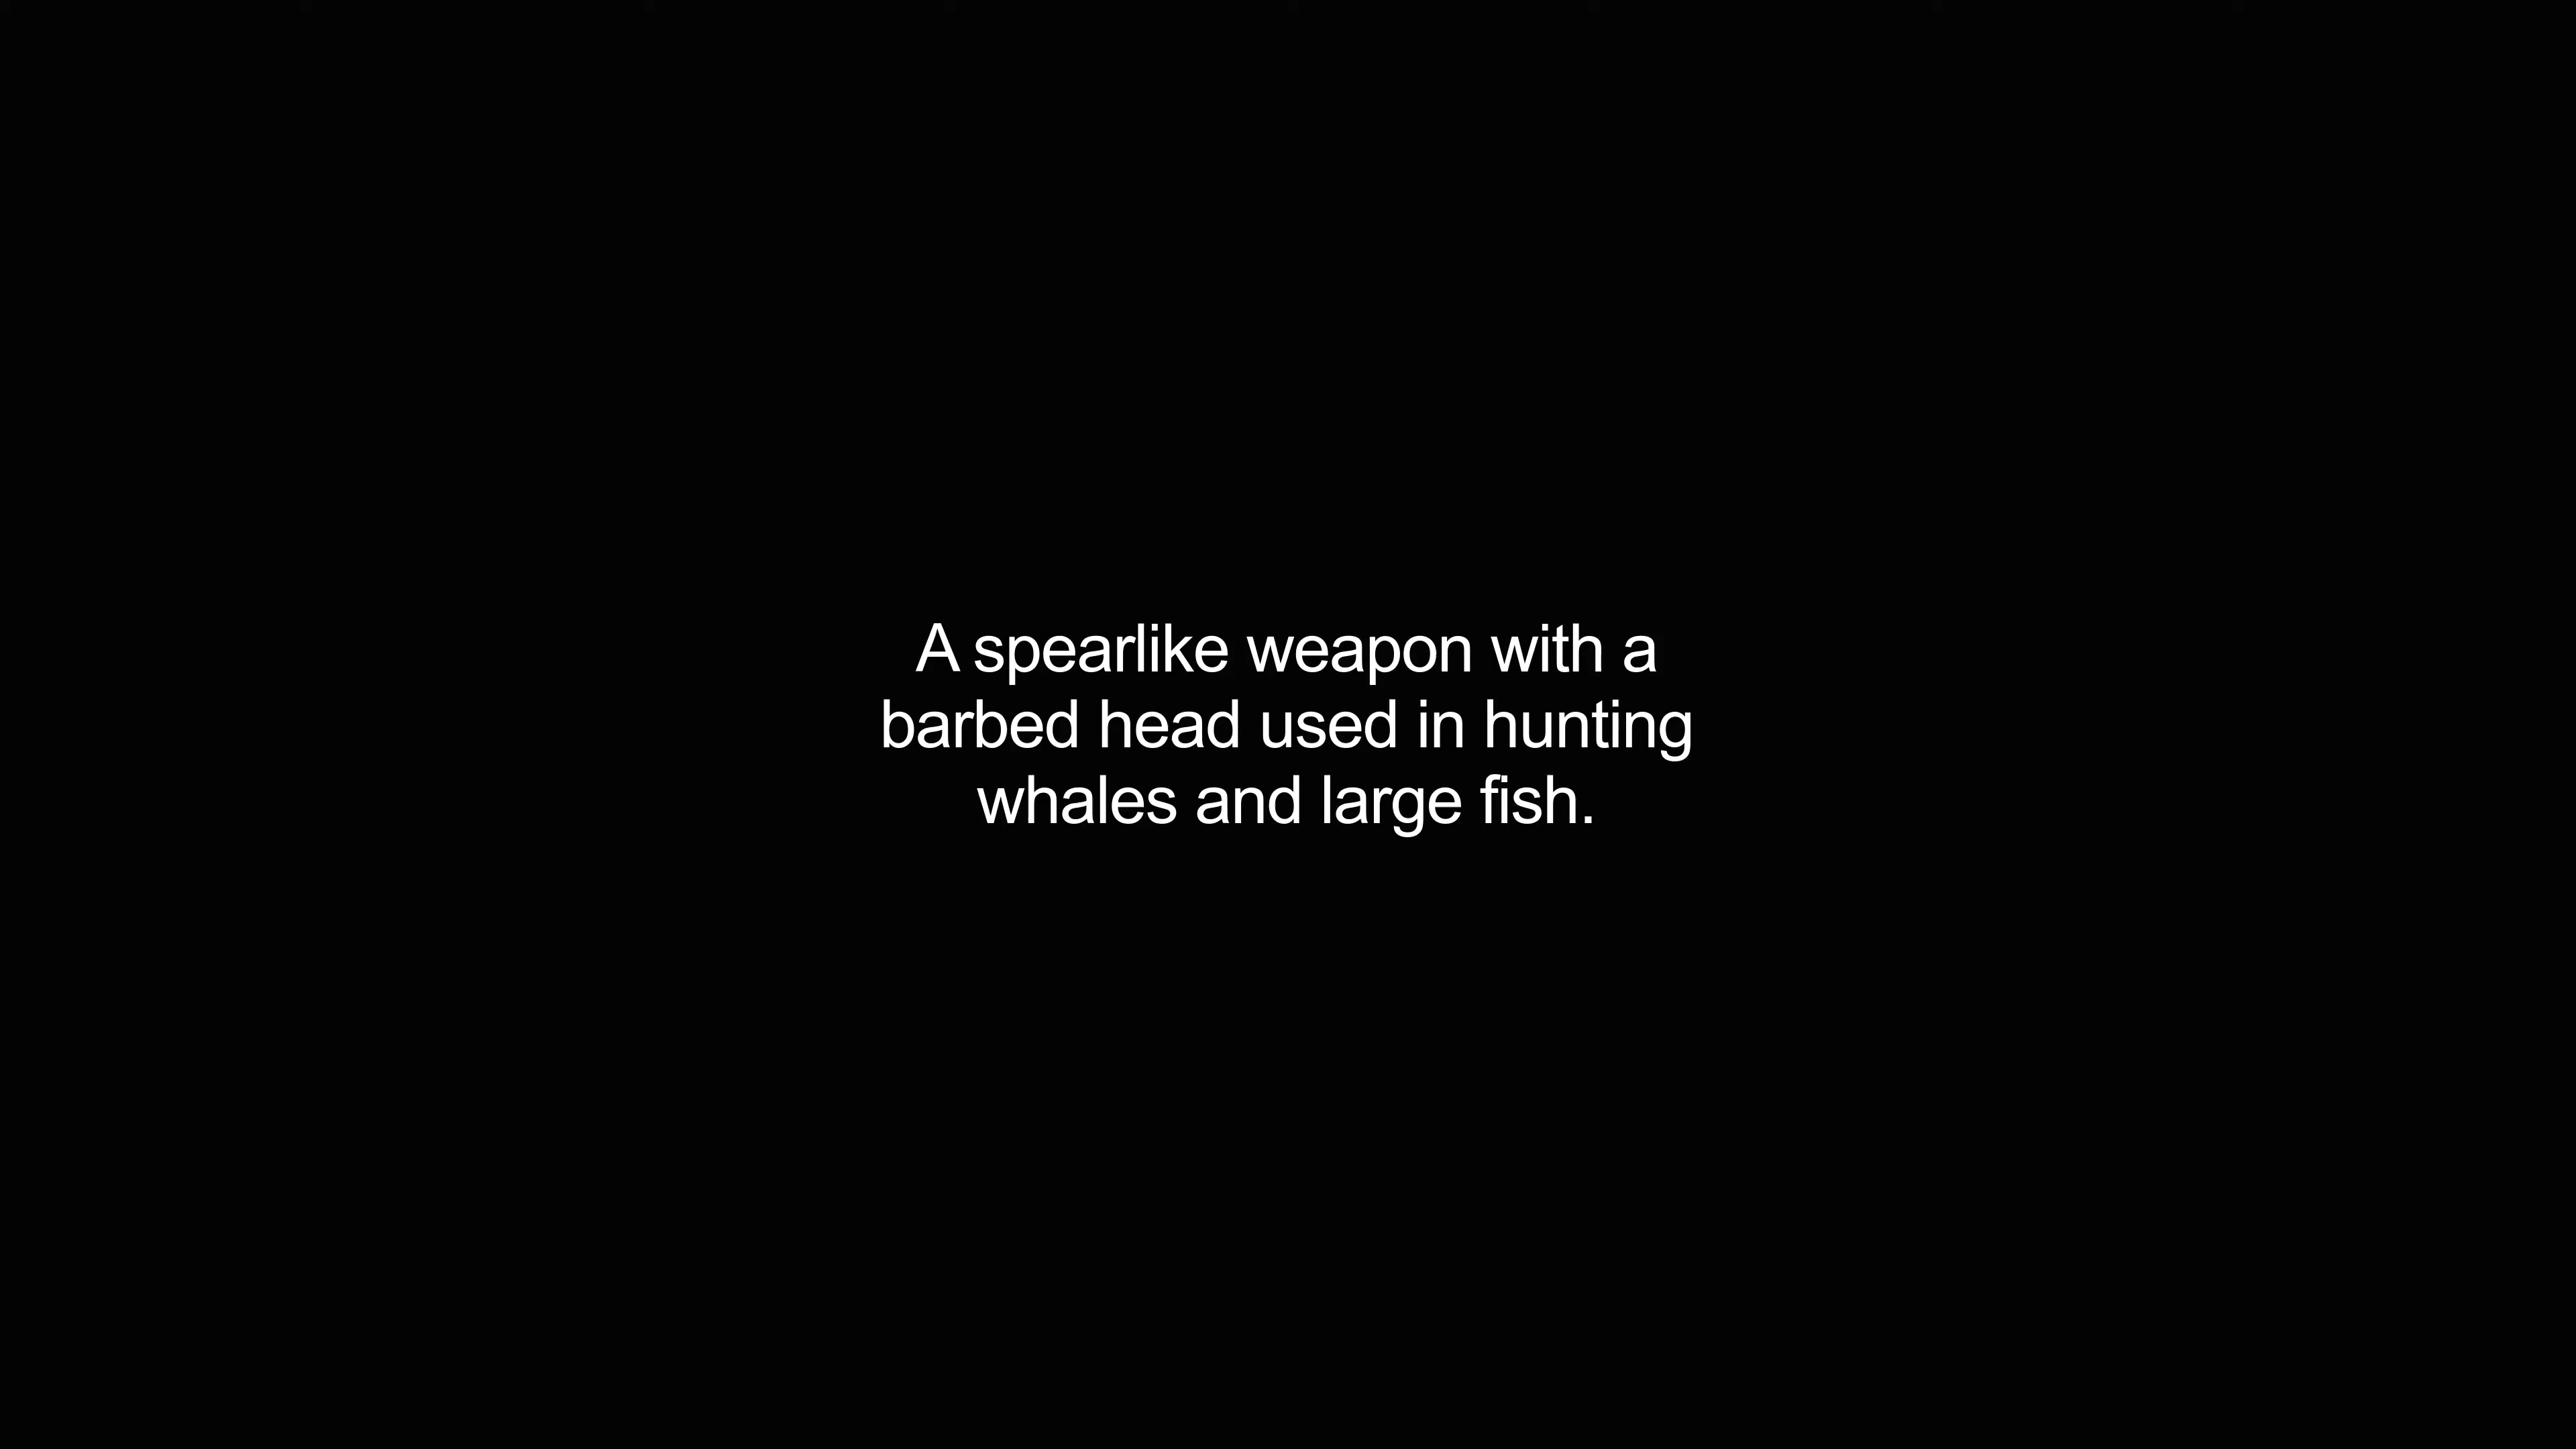 A spearlike weapon with a
barbed head used in hunting
whales and large fish.